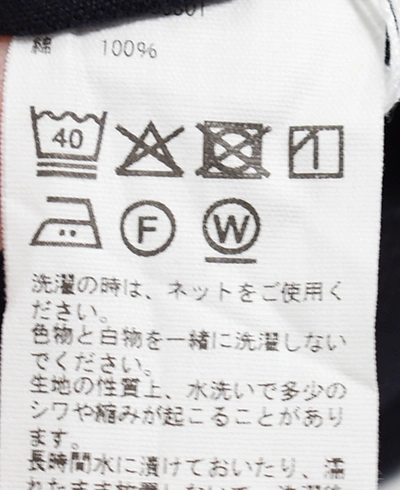 綿 100%
40
F W
洗濯の時は、ネットをご使用く
ださい。
色物と白物を一緒に洗濯しない
でください。
生地の性質上、水洗いで多少の
シワや縮みが起こることがあり
ます。
長時間水に漬けておいたり、濡